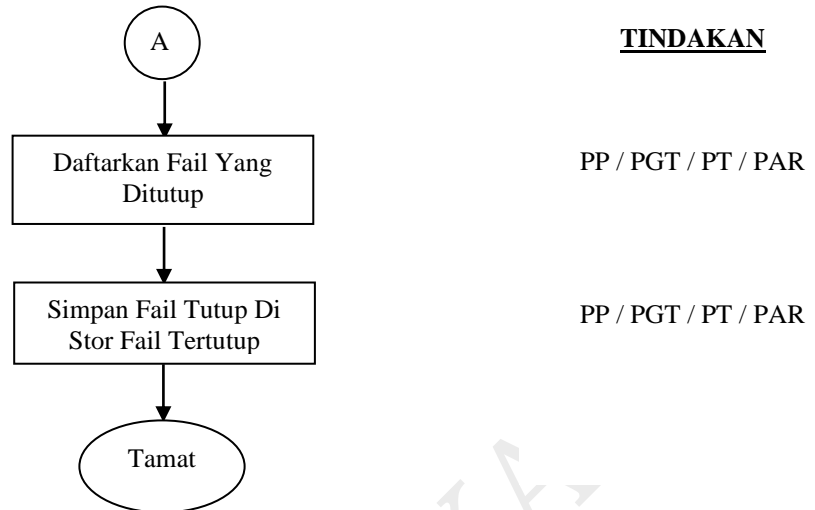 A
TINDAKAN
Daftarkan Fail Yang
Ditutup
PP / PGT / PT / PAR
Simpan Fail Tutup Di
Stor Fail Tertutup
PP / PGT / PT / PAR
Tamat